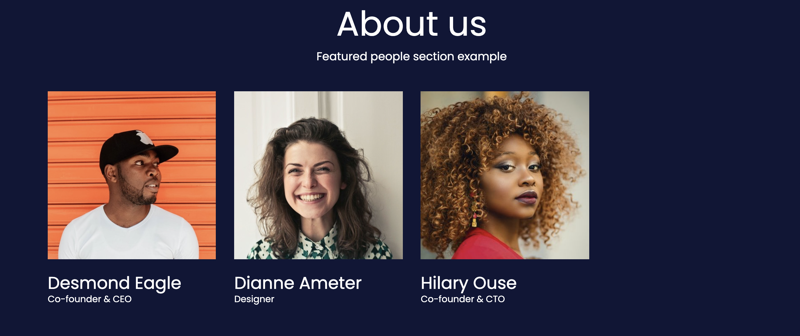 About us
Featured people section example
Desmond Eagle
Co-founder & CEO
Dianne Ameter
Designer
Hilary Ouse
Co-founder & CTO